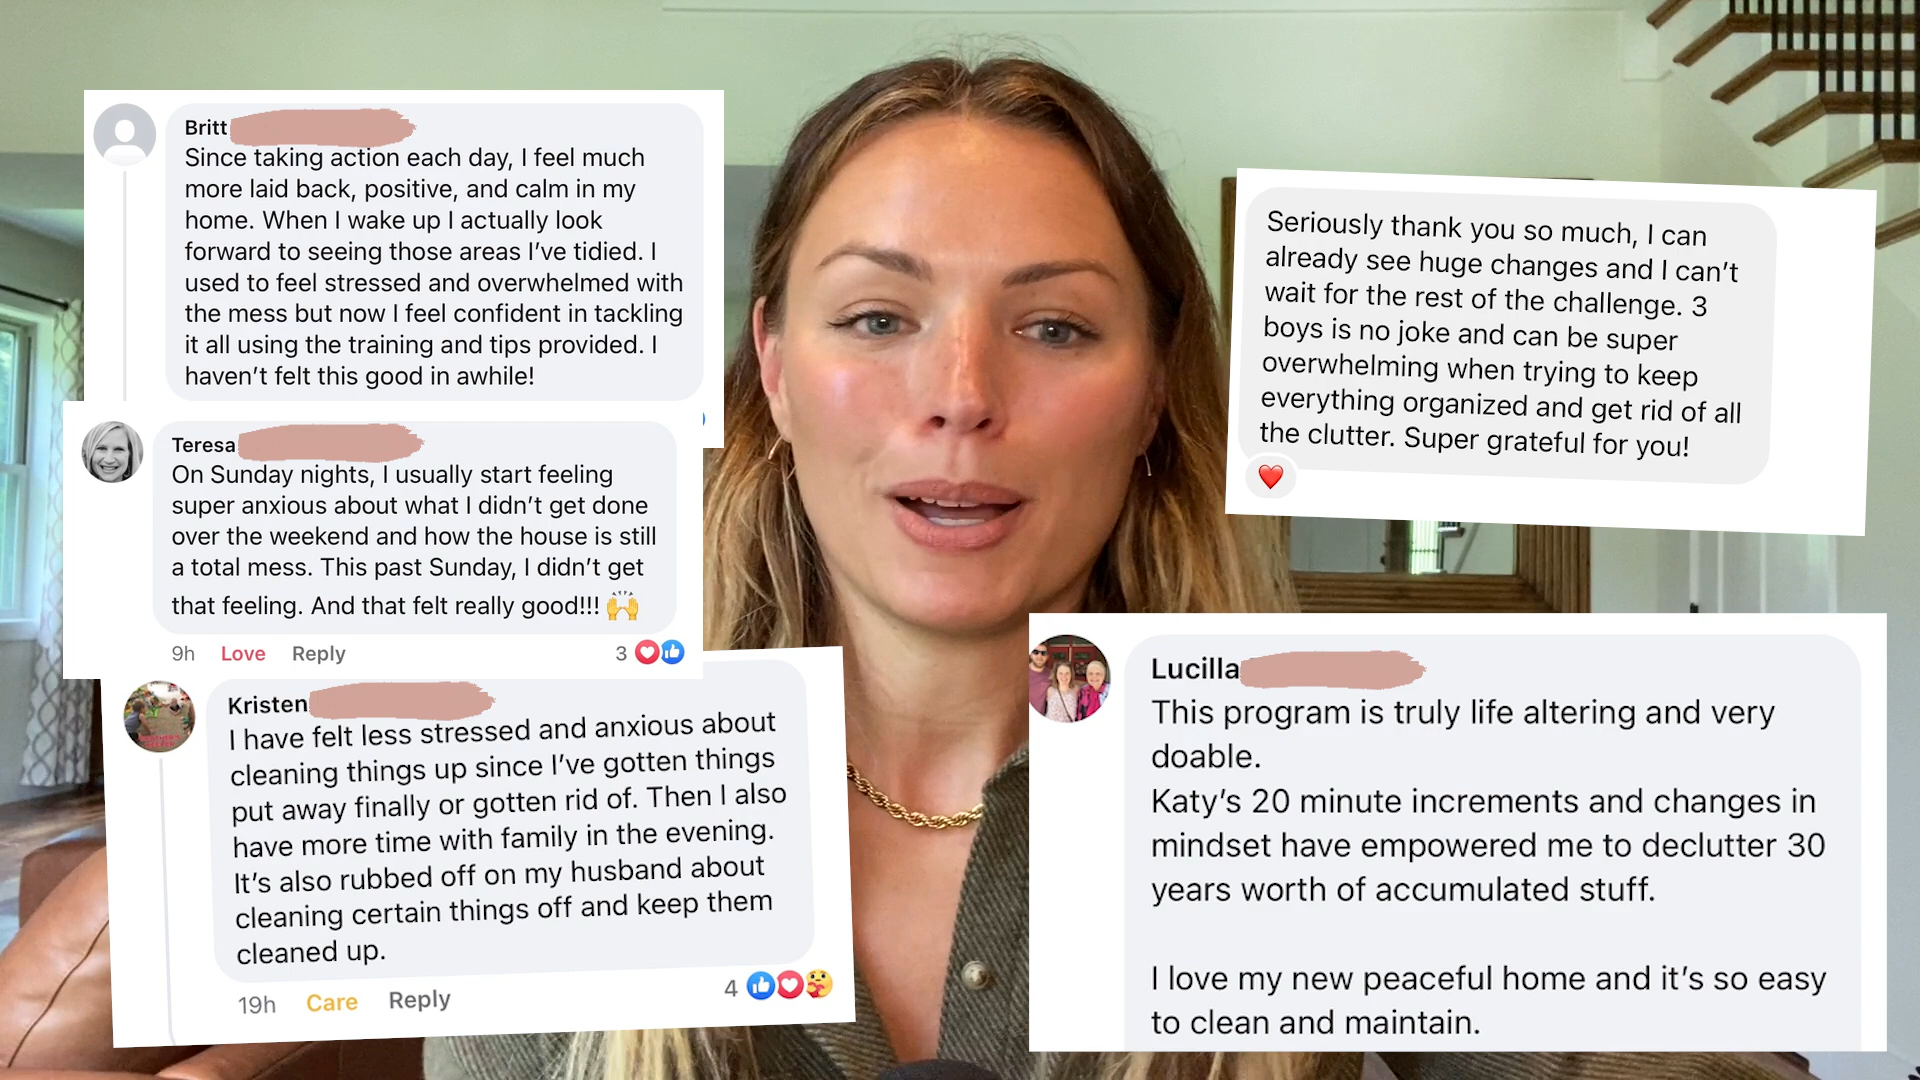 Britt
Since taking action each day, I feel much
more laid back, positive, and calm in my
home. When I wake up I actually look
forward to seeing those areas I've tidied. I
used to feel stressed and overwhelmed with
the mess but now I feel confident in tackling
it all using the training and tips provided. I
haven't felt this good in awhile!
Teresa
On Sunday nights, I usually start feeling
super anxious about what I didn't get done
over the weekend and how the house is still
a total mess. This past Sunday, I didn't get
that feeling. And that felt really good!!! 🙌
9h Love Reply 3
Kristen
I have felt less stressed and anxious about
cleaning things up since I've gotten things
put away finally or gotten rid of. Then I also
have more time with family in the evening.
It's also rubbed off on my husband about
cleaning certain things off and keep them
cleaned up.
19h Care Reply 4
Seriously thank you so much, I can
already see huge changes and I can't
wait for the rest of the challenge. 3
boys is no joke and can be super
overwhelming when trying to keep
everything organized and get rid of all
the clutter. Super grateful for you!
Lucilla
This program is truly life altering and very
doable.
Katy's 20 minute increments and changes in
mindset have empowered me to declutter 30
years worth of accumulated stuff.
I love my new peaceful home and it's so easy
to clean and maintain.